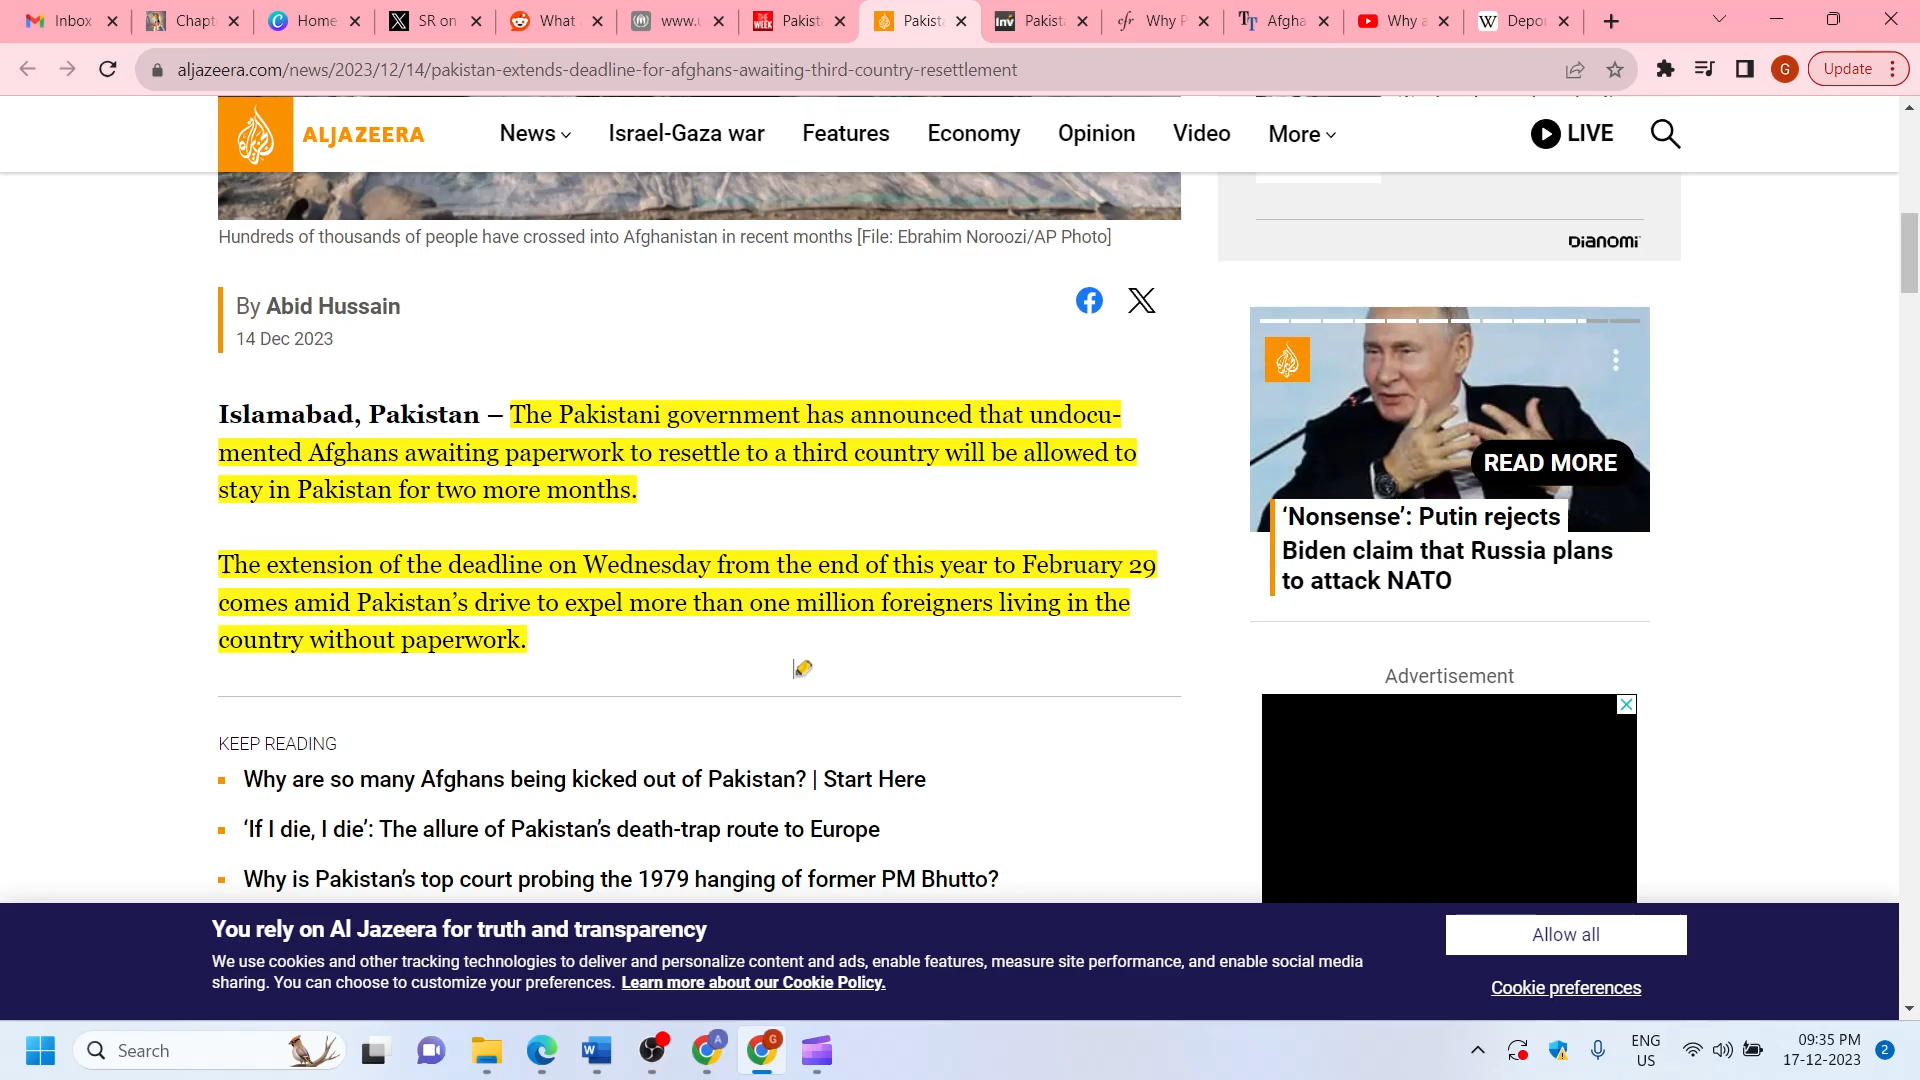 Inbox
Chapt
Home
SR on
What
www.u
Pakist
Pakista
Pakist
Why P
Afgha
Why a
Depo
aljazeera.com/news/2023/12/14/pakistan-extends-deadline-for-afghans-awaiting-third-country-resettlement
G
Update
ALJAZEERA
News
Israel-Gaza war
Features
Economy
Opinion
Video
More
LIVE
Hundreds of thousands of people have crossed into Afghanistan in recent months [File: Ebrahim Noroozi/AP Photo]
DIANOMI
By Abid Hussain
14 Dec 2023
Islamabad, Pakistan – The Pakistani government has announced that undocu-
mented Afghans awaiting paperwork to resettle to a third country will be allowed to
stay in Pakistan for two more months.
The extension of the deadline on Wednesday from the end of this year to February 29
comes amid Pakistan’s drive to expel more than one million foreigners living in the
country without paperwork.
READ MORE
‘Nonsense’: Putin rejects
Biden claim that Russia plans
to attack NATO
Advertisement
KEEP READING
Why are so many Afghans being kicked out of Pakistan? | Start Here
‘If I die, I die’: The allure of Pakistan’s death-trap route to Europe
Why is Pakistan’s top court probing the 1979 hanging of former PM Bhutto?
You rely on Al Jazeera for truth and transparency
We use cookies and other tracking technologies to deliver and personalize content and ads, enable features, measure site performance, and enable social media
sharing. You can choose to customize your preferences. Learn more about our Cookie Policy.
Allow all
Cookie preferences
Search
ENG
US
09:35 PM
17-12-2023
2